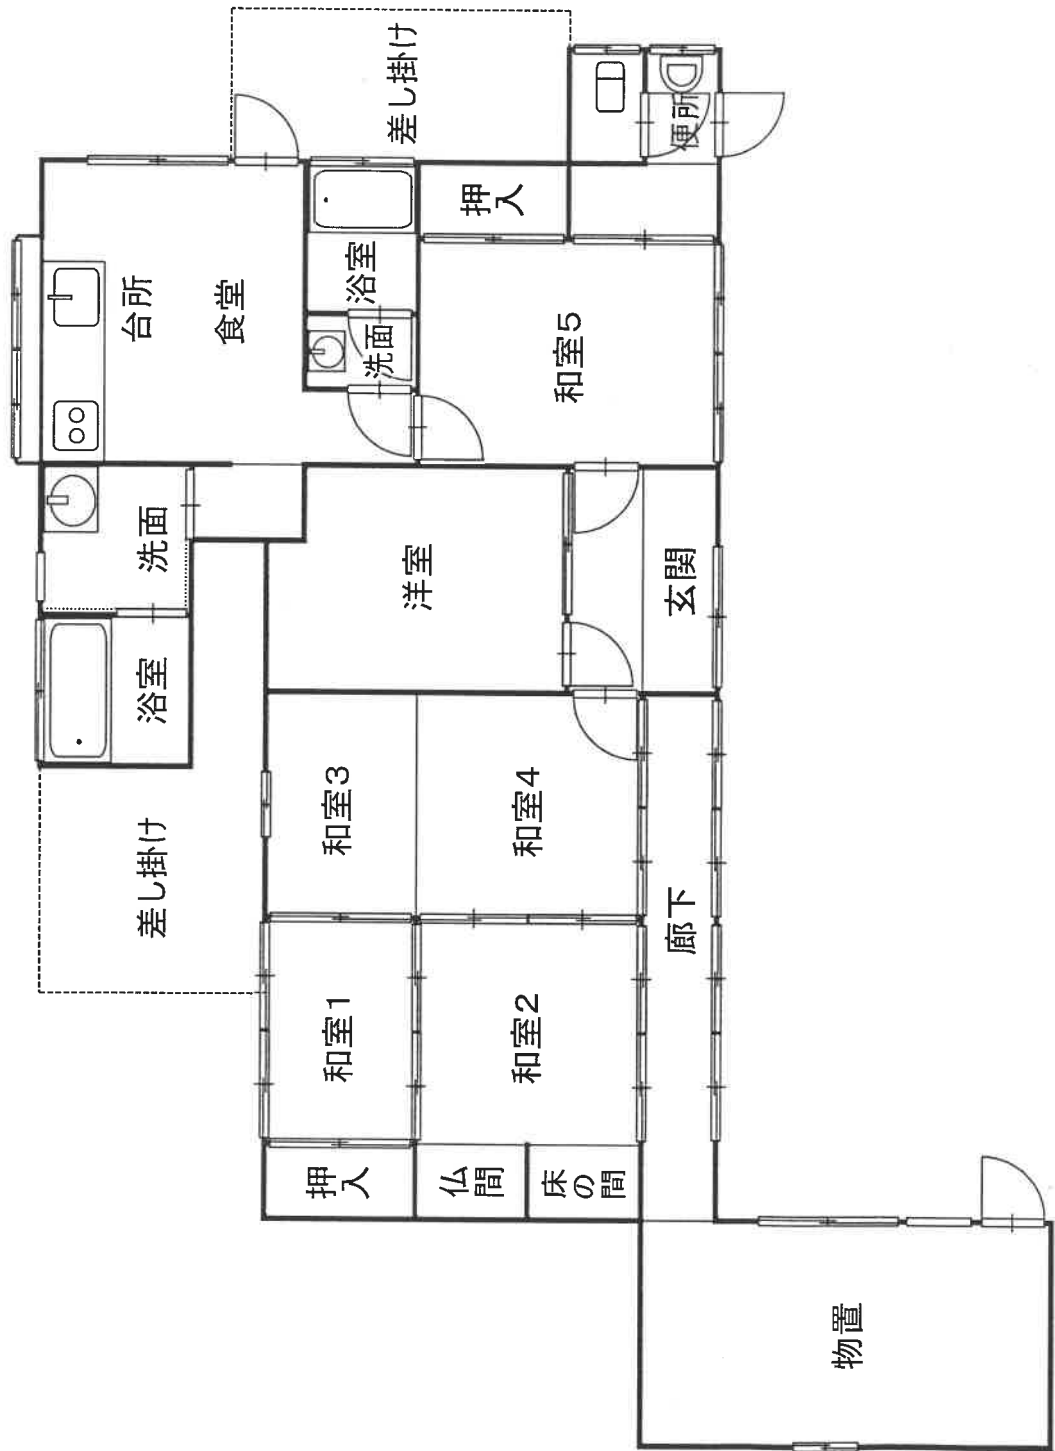 差し掛け
台所
食堂
浴室
洗面
押
入
便所
和室5
洗面
浴室
洋室
玄関
差し掛け
和室3
和室4
廊下
和室1
和室2
押
入
仏
間
床
の
間
物置